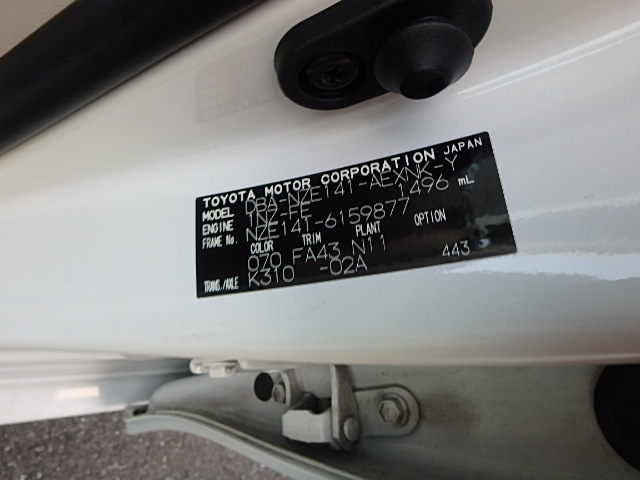 TOYOTA MOTOR CORPORATION JAPAN
MODEL DBA-NZE141-AEXNK-Y
ENGINE 1NZ-FE 1496 mL
FRAME No. NZE141-6159877
COLOR TRIM PLANT OPTION
070 FA43 N11
TRANS./AXLE K310 -02A 443